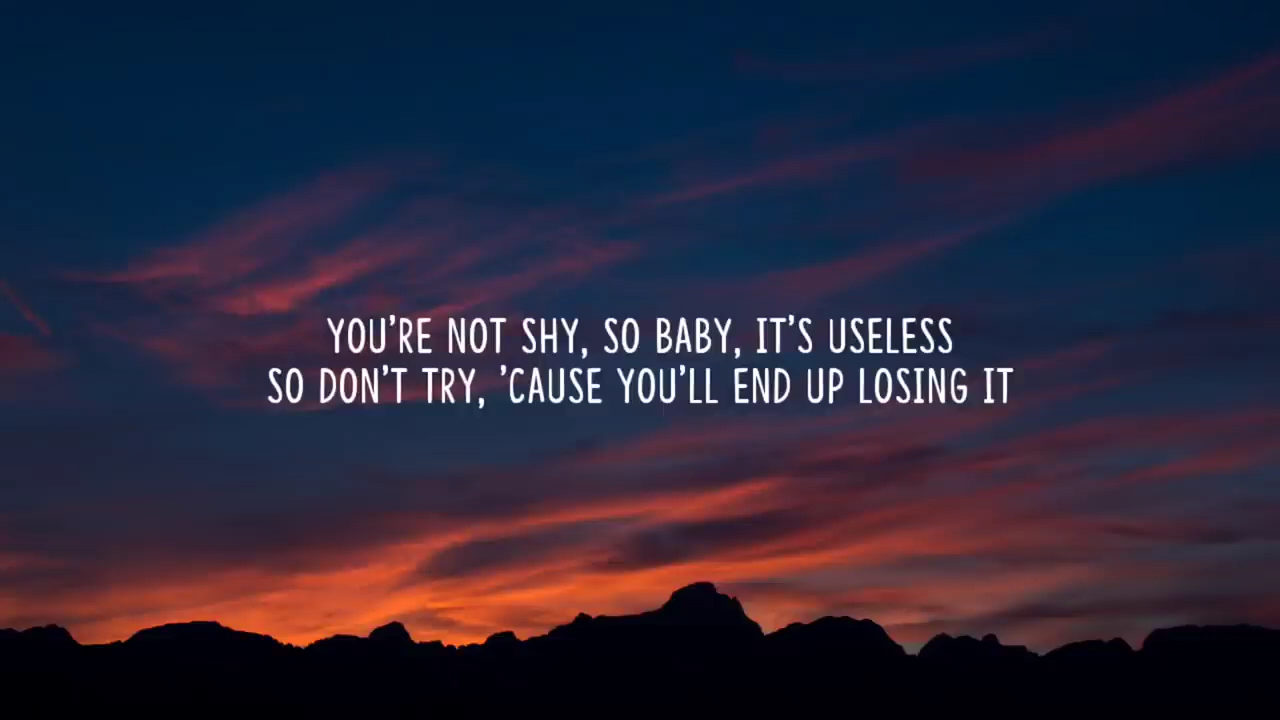 YOU'RE NOT SHY, SO BABY, IT'S USELESS
SO DON'T TRY, 'CAUSE YOU'LL END UP LOSING IT